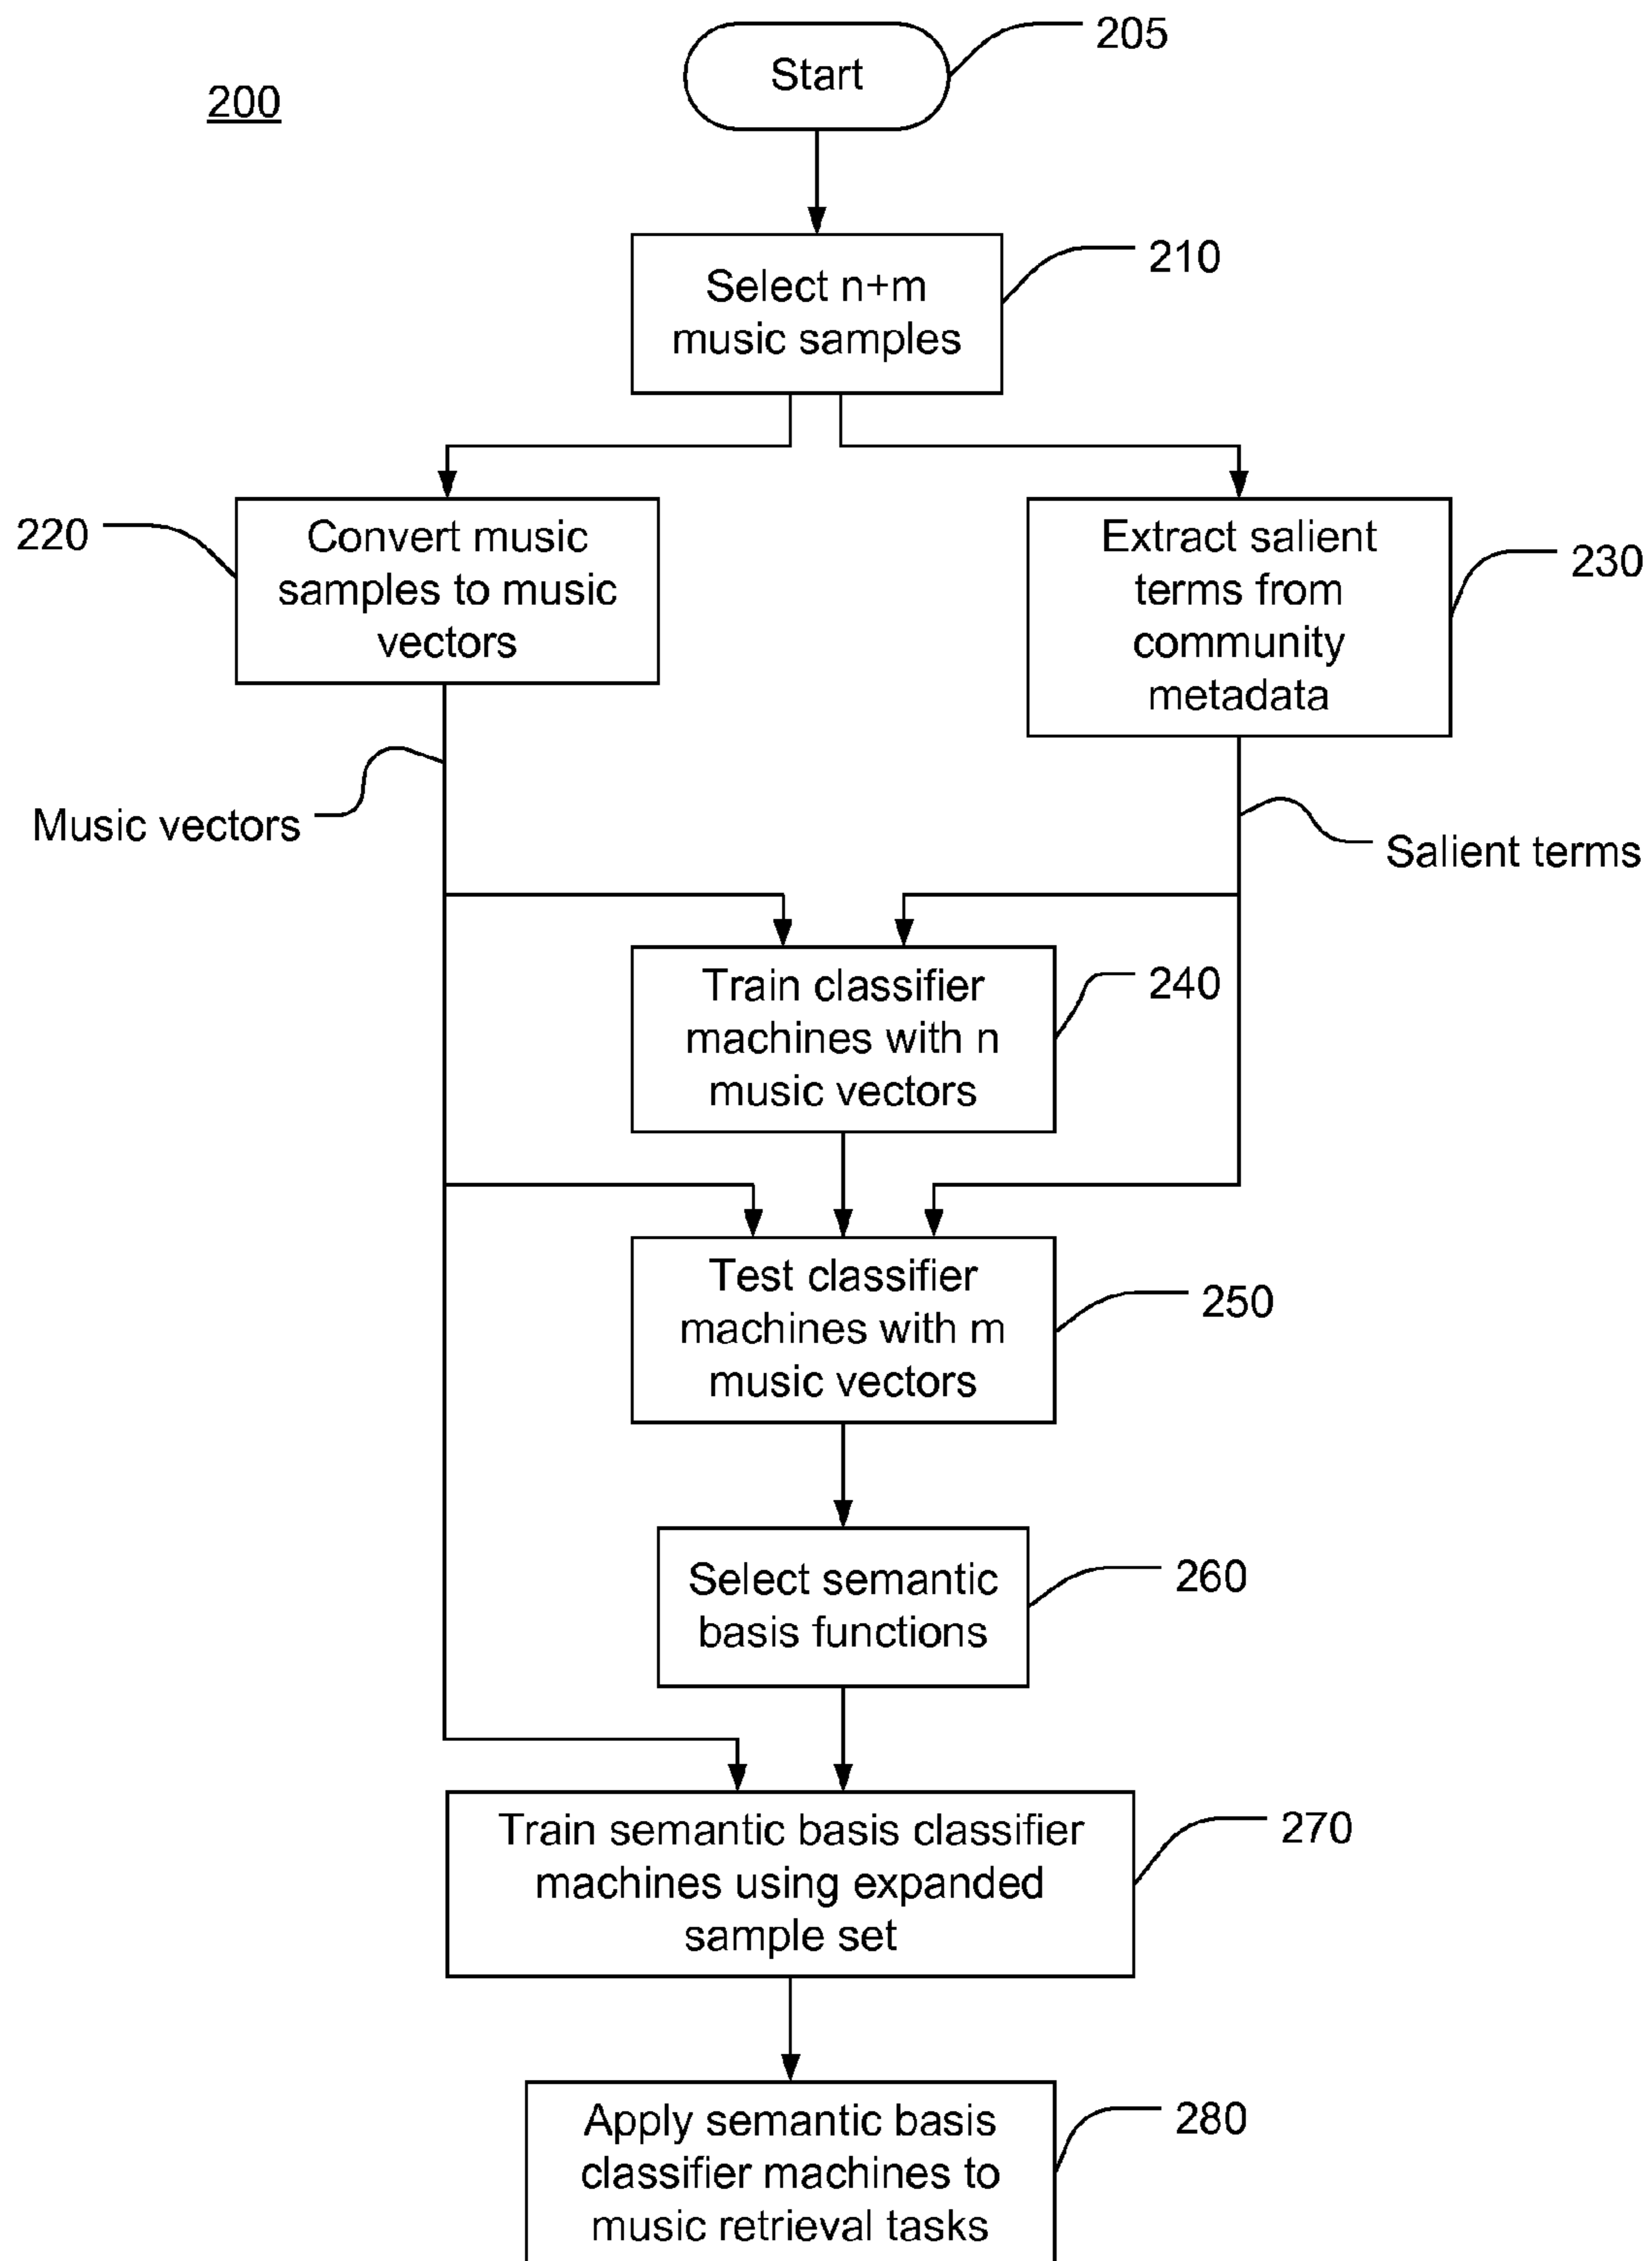 205
Start
200
210
Select n+m
music samples
220
Convert music
samples to music
vectors
Extract salient
terms from
community
metadata
230
Music vectors
Salient terms
Train classifier
machines with n
music vectors
240
Test classifier
machines with m
music vectors
250
Select semantic
basis functions
260
Train semantic basis classifier
machines using expanded
sample set
270
Apply semantic basis
classifier machines to
music retrieval tasks
280